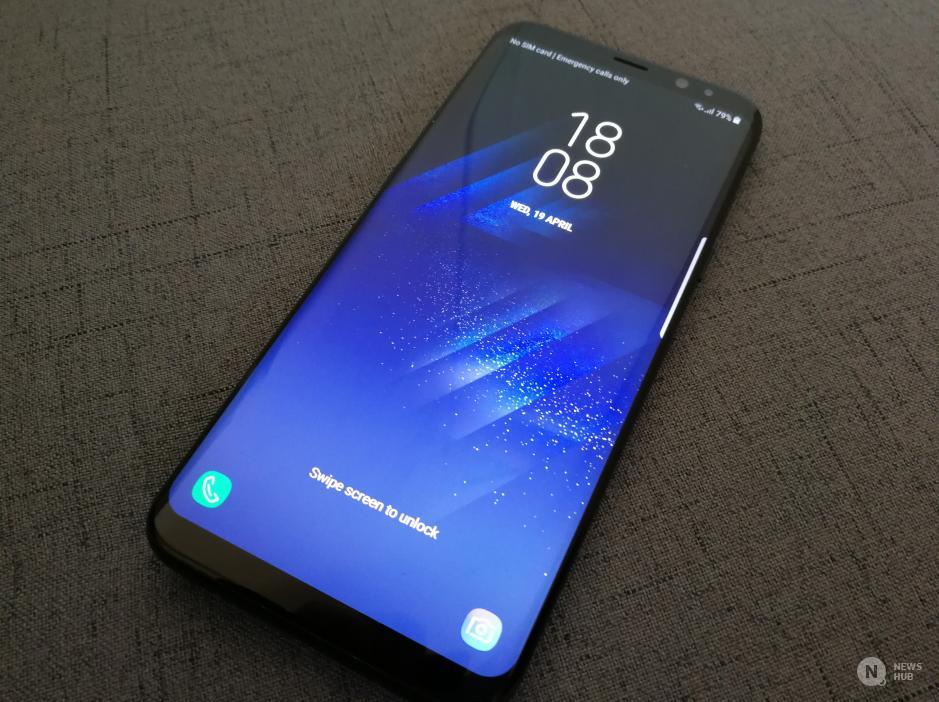 No SIM card | Emergency calls only
79%
18
08
WED, 19 APRIL
Swipe screen to unlock
N
NEWS
HUB